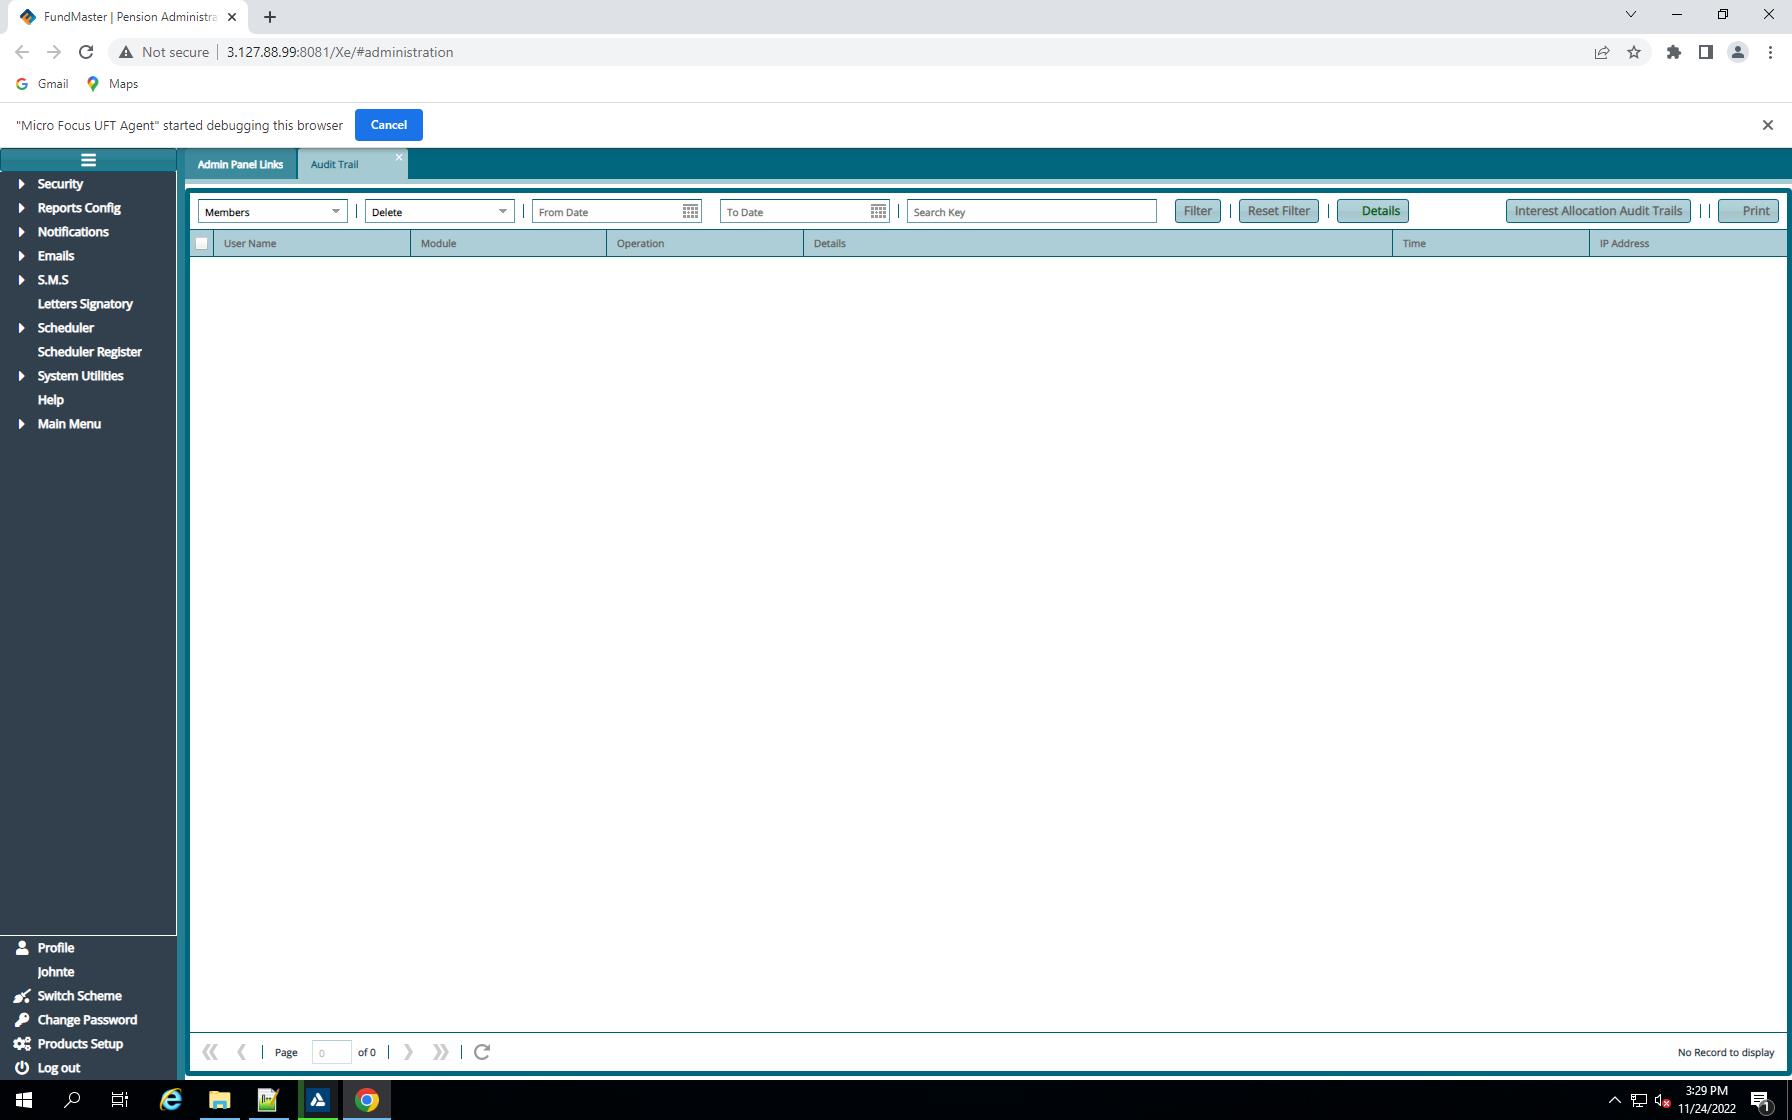 FundMaster | Pension Administra
Not secure
3.127.88.99:8081/Xe/#administration
Gmail
Maps
"Micro Focus UFT Agent" started debugging this browser
Cancel
Admin Panel Links
Audit Trail
Security
Reports Config
Notifications
Emails
S.M.S
Letters Signatory
Scheduler
Scheduler Register
System Utilities
Help
Main Menu
Members
Delete
From Date
To Date
Search Key
Filter
Reset Filter
Details
Interest Allocation Audit Trails
Print
User Name
Module
Operation
Details
Time
IP Address
Profile
Johnte
Switch Scheme
Change Password
Products Setup
Log out
Page
0
of 0
No Record to display
3:29 PM
11/24/2022
1